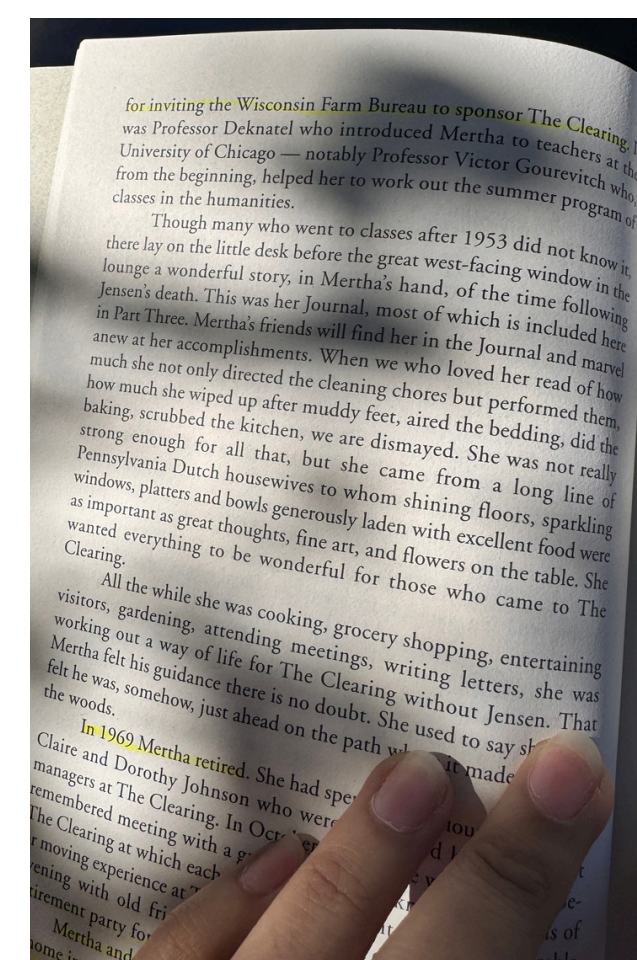 for inviting the Wisconsin Farm Bureau to sponsor The Clearing.
was Professor Deknatel who introduced Mertha to teachers at the
University of Chicago — notably Professor Victor Gourevitch who,
from the beginning, helped her to work out the summer program of
classes in the humanities.
Though many who went to classes after 1953 did not know it,
there lay on the little desk before the great west-facing window in the
lounge a wonderful story, in Mertha's hand, of the time following
Jensen's death. This was her Journal, most of which is included here
in Part Three. Mertha's friends will find her in the Journal and marvel
anew at her accomplishments. When we who loved her read of how
much she not only directed the cleaning chores but performed them,
how much she wiped up after muddy feet, aired the bedding, did the
baking, scrubbed the kitchen, we are dismayed. She was not really
strong enough for all that, but she came from a long line of
Pennsylvania Dutch housewives to whom shining floors, sparkling
windows, platters and bowls generously laden with excellent food were
as important as great thoughts, fine art, and flowers on the table. She
wanted everything to be wonderful for those who came to The
Clearing.
All the while she was cooking, grocery shopping, entertaining
visitors, gardening, attending meetings, writing letters, she was
working out a way of life for The Clearing without Jensen. That
Mertha felt his guidance there is no doubt. She used to say
felt he was, somehow, just ahead on the path it made
the woods.
In 1969 Mertha retired. She had
Claire and Dorothy Johnson who were
managers at The Clearing. In
remembered meeting with a
The Clearing at which each
moving experience at
with old
party for
Mertha and